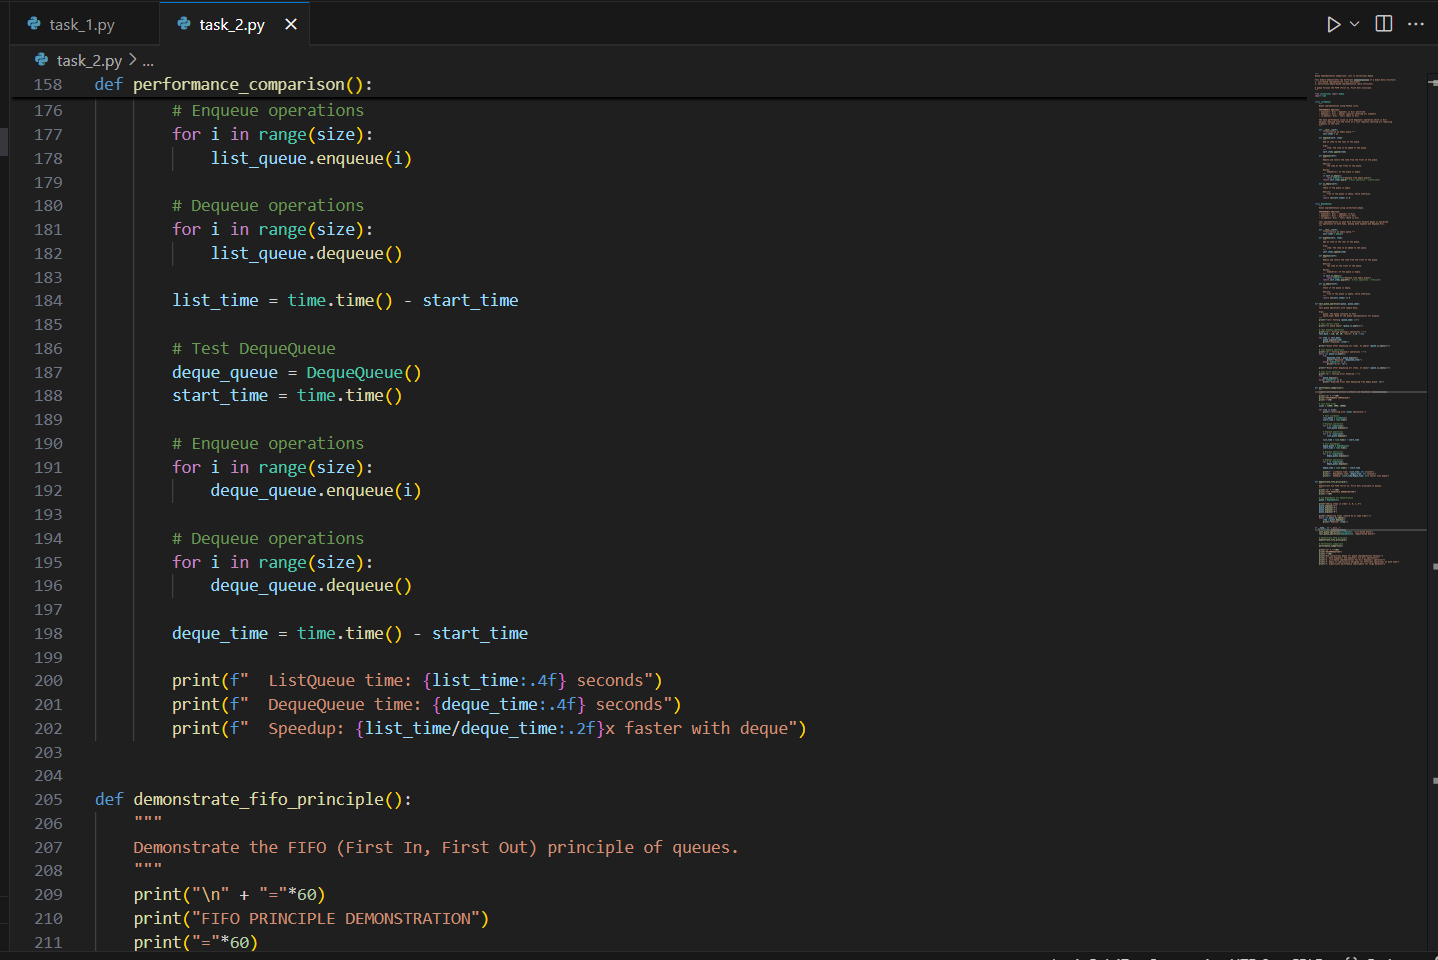 task_1.py
task_2.py
task_2.py > ...
158 def performance_comparison():
176 # Enqueue operations
177 for i in range(size):
178 list_queue.enqueue(i)
179
180 # Dequeue operations
181 for i in range(size):
182 list_queue.dequeue()
183
184 list_time = time.time() - start_time
185
186 # Test DequeQueue
187 deque_queue = DequeQueue()
188 start_time = time.time()
189
190 # Enqueue operations
191 for i in range(size):
192 deque_queue.enqueue(i)
193
194 # Dequeue operations
195 for i in range(size):
196 deque_queue.dequeue()
197
198 deque_time = time.time() - start_time
199
200 print(f"  ListQueue time: {list_time:.4f} seconds")
201 print(f"  DequeQueue time: {deque_time:.4f} seconds")
202 print(f"  Speedup: {list_time/deque_time:.2f}x faster with deque")
203
204
205 def demonstrate_fifo_principle():
206 """
207 Demonstrate the FIFO (First In, First Out) principle of queues.
208 """
209 print("\n" + "="*60)
210 print("FIFO PRINCIPLE DEMONSTRATION")
211 print("="*60)